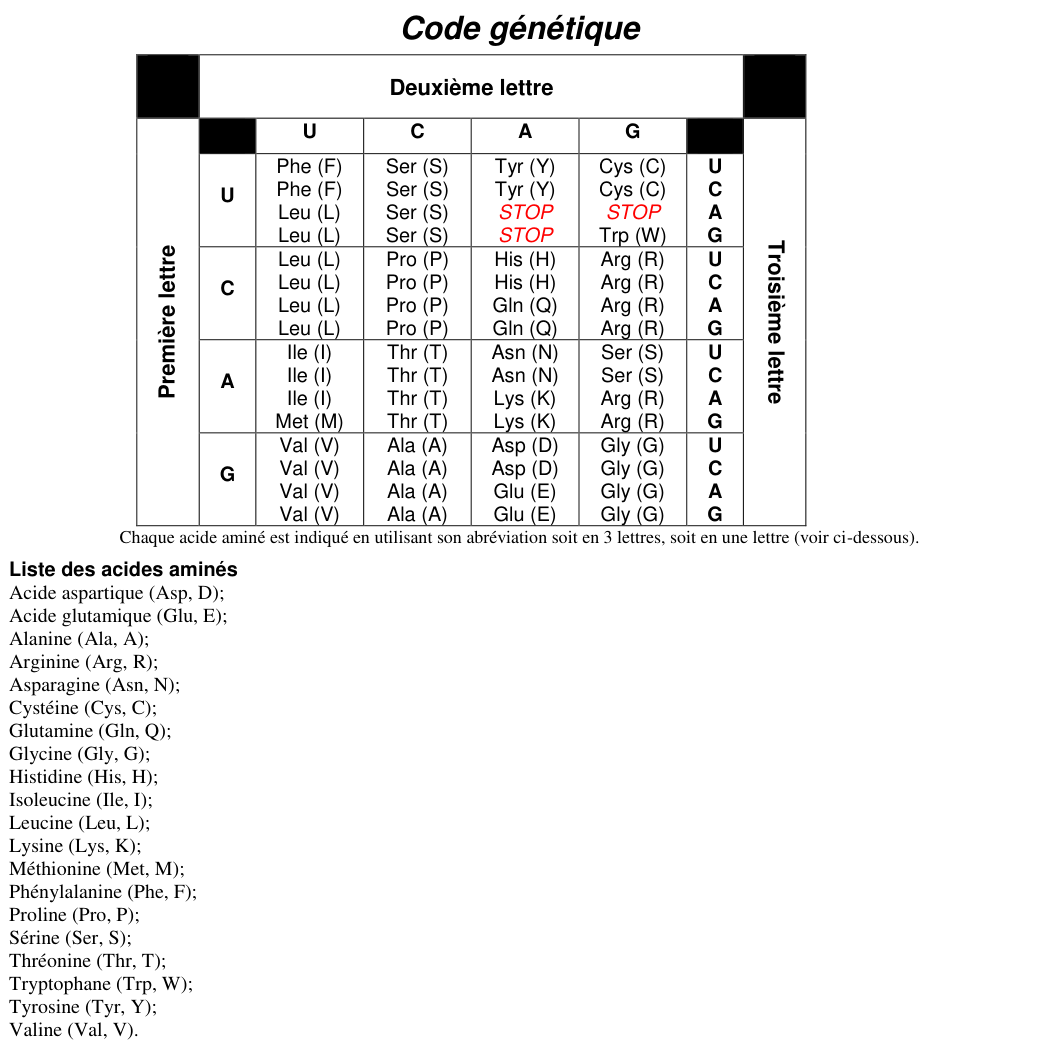 Code génétique
Deuxième lettre
U C A G
Première lettre
Troisième lettre
U
Phe (F) Ser (S) Tyr (Y) Cys (C) U
Phe (F) Ser (S) Tyr (Y) Cys (C) C
Leu (L) Ser (S) STOP STOP A
Leu (L) Ser (S) STOP Trp (W) G
C
Leu (L) Pro (P) His (H) Arg (R) U
Leu (L) Pro (P) His (H) Arg (R) C
Leu (L) Pro (P) Gln (Q) Arg (R) A
Leu (L) Pro (P) Gln (Q) Arg (R) G
A
Ile (I) Thr (T) Asn (N) Ser (S) U
Ile (I) Thr (T) Asn (N) Ser (S) C
Ile (I) Thr (T) Lys (K) Arg (R) A
Met (M) Thr (T) Lys (K) Arg (R) G
G
Val (V) Ala (A) Asp (D) Gly (G) U
Val (V) Ala (A) Asp (D) Gly (G) C
Val (V) Ala (A) Glu (E) Gly (G) A
Val (V) Ala (A) Glu (E) Gly (G) G
Chaque acide aminé est indiqué en utilisant son abréviation soit en 3 lettres, soit en une lettre (voir ci-dessous).
Liste des acides aminés
Acide aspartique (Asp, D);
Acide glutamique (Glu, E);
Alanine (Ala, A);
Arginine (Arg, R);
Asparagine (Asn, N);
Cystéine (Cys, C);
Glutamine (Gln, Q);
Glycine (Gly, G);
Histidine (His, H);
Isoleucine (Ile, I);
Leucine (Leu, L);
Lysine (Lys, K);
Méthionine (Met, M);
Phénylalanine (Phe, F);
Proline (Pro, P);
Sérine (Ser, S);
Thréonine (Thr, T);
Tryptophane (Trp, W);
Tyrosine (Tyr, Y);
Valine (Val, V).